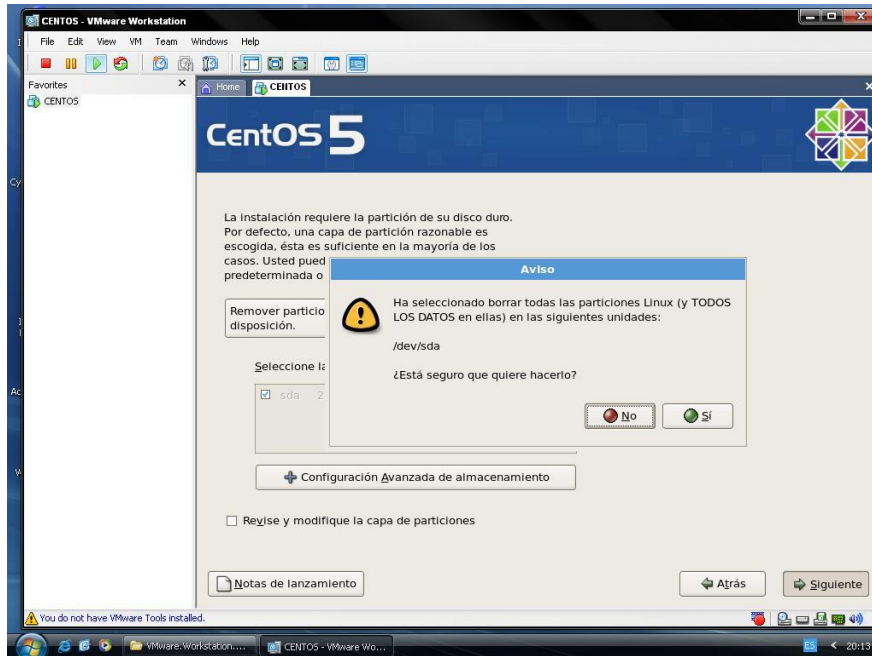 CENTOS - VMware Workstation
File Edit View VM Team Windows Help
Favorites
CENTOS
Home CENTOS
CentOS 5
La instalación requiere la partición de su disco duro.
Por defecto, una capa de partición razonable es
escogida, ésta es suficiente en la mayoría de los
casos. Usted pued
predeterminada o
Remover particio
disposición.
Seleccione la
sda 2
Aviso
Ha seleccionado borrar todas las particiones Linux (y TODOS
LOS DATOS en ellas) en las siguientes unidades:
/dev/sda
¿Está seguro que quiere hacerlo?
No Sí
Configuración Avanzada de almacenamiento
Revise y modifique la capa de particiones
Notas de lanzamiento Atrás Siguiente
You do not have VMware Tools installed.
VMware.Workstation.... CENTOS - VMware Wo... ES 20:13